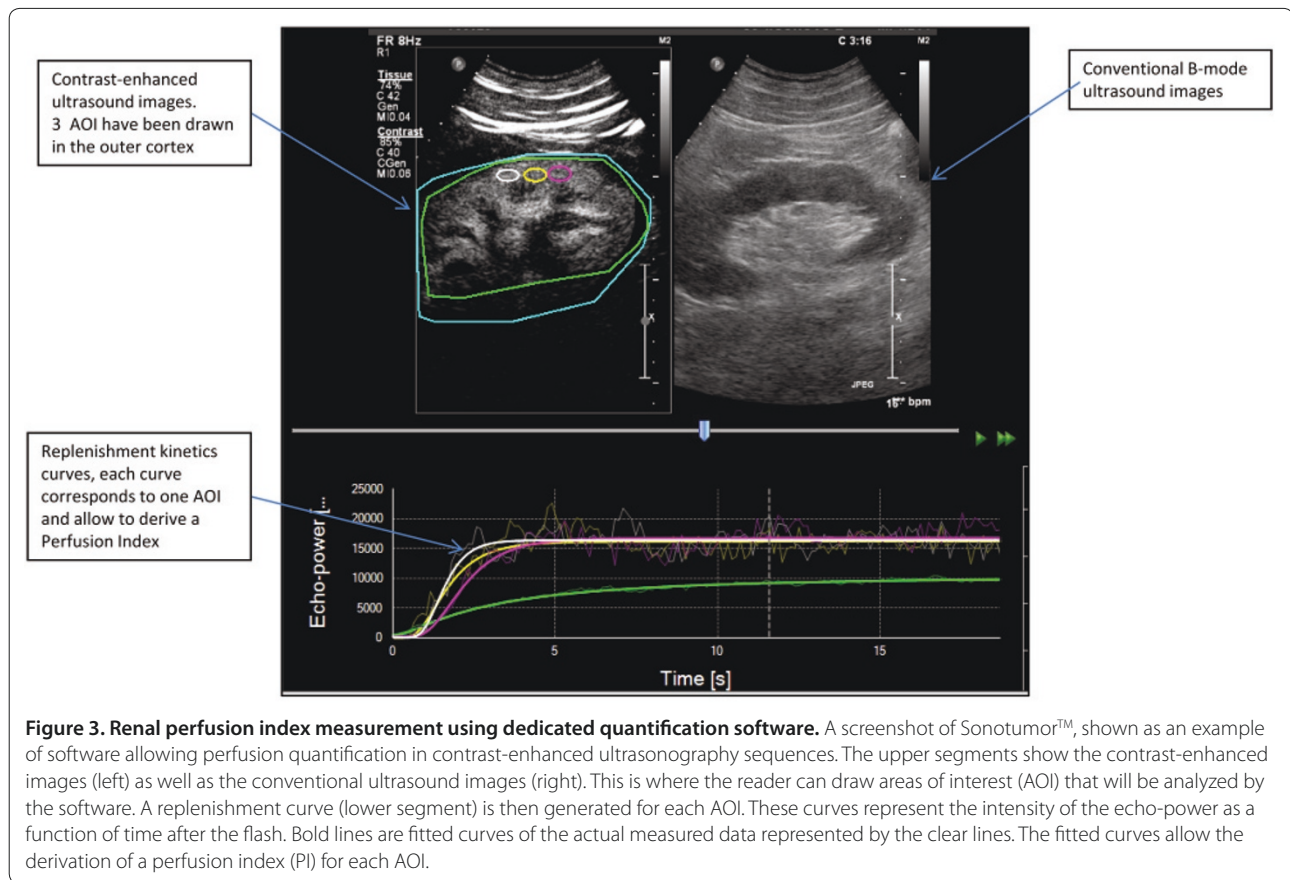 FR 8Hz
R1
M2
C 3:16
M2
Tissue
74%
C 42
Gen
MI0.04
Contrast
85%
C 40
CGen
MI0.06
X
X
JPEG
bpm
Contrast-enhanced
ultrasound images.
3 AOI have been drawn
in the outer cortex
Conventional B-mode
ultrasound images
Replenishment kinetics
curves, each curve
corresponds to one AOI
and allow to derive a
Perfusion Index
Echo-power [...
25000
20000
15000
10000
5000
0
0
5
10
15
Time [s]
Figure 3. Renal perfusion index measurement using dedicated quantification software. A screenshot of Sonotumor™, shown as an example
of software allowing perfusion quantification in contrast-enhanced ultrasonography sequences. The upper segments show the contrast-enhanced
images (left) as well as the conventional ultrasound images (right). This is where the reader can draw areas of interest (AOI) that will be analyzed by
the software. A replenishment curve (lower segment) is then generated for each AOI. These curves represent the intensity of the echo-power as a
function of time after the flash. Bold lines are fitted curves of the actual measured data represented by the clear lines. The fitted curves allow the
derivation of a perfusion index (PI) for each AOI.